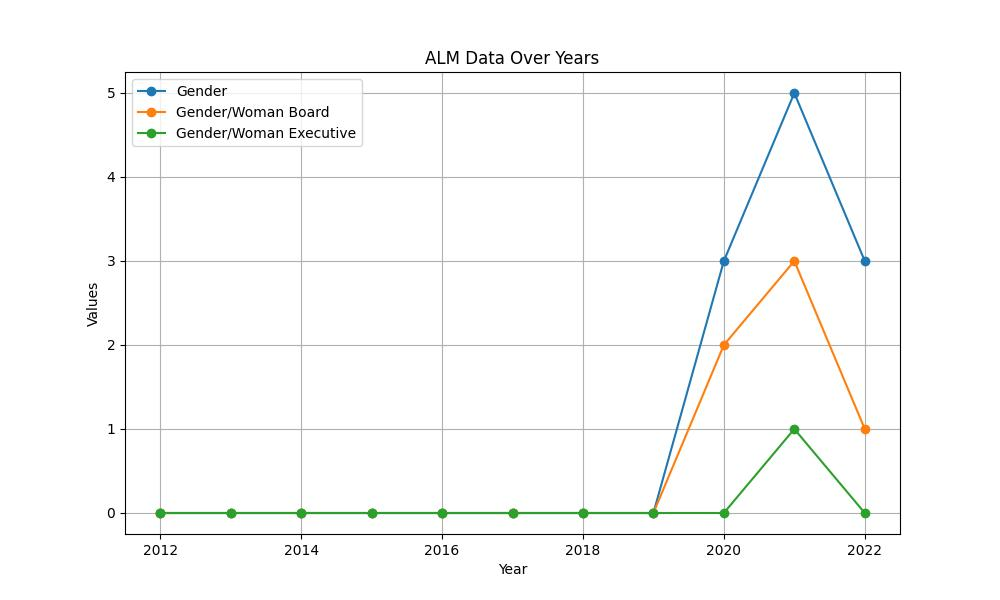 ALM Data Over Years
Gender
Gender/Woman Board
Gender/Woman Executive
5
4
3
2
1
0
Values
2012 2014 2016 2018 2020 2022
Year